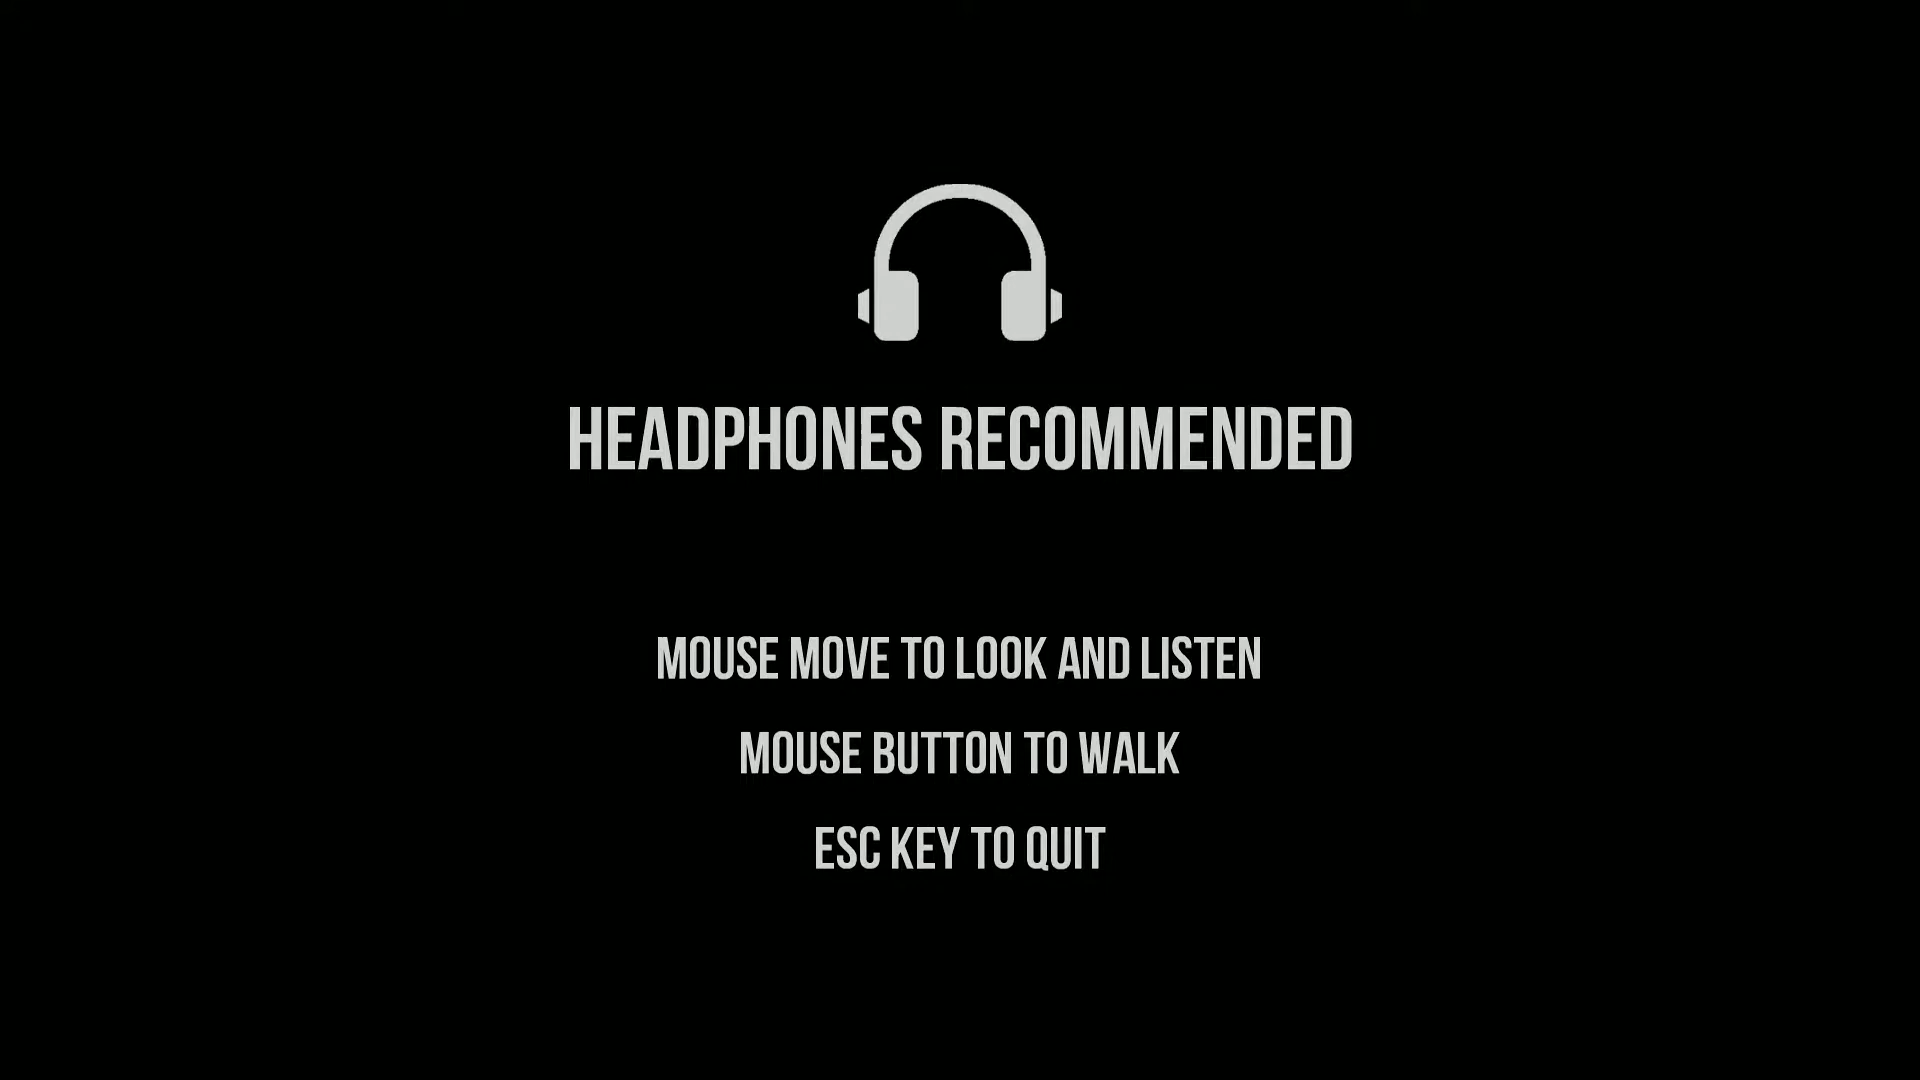 HEADPHONES RECOMMENDED
MOUSE MOVE TO LOOK AND LISTEN
MOUSE BUTTON TO WALK
ESC KEY TO QUIT